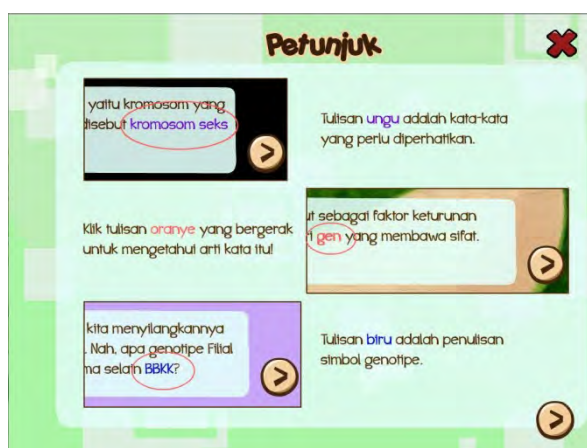 Petunjuk
yaitu kromosom yang
disebut kromosom seks
Tulisan ungu adalah kata-kata
yang perlu diperhatikan.
Klik tulisan oranye yang bergerak
untuk mengetahui arti kata itu!
ut sebagai faktor keturunan
i gen yang membawa sifat.
kita menyilangkannya
. Nah, apa genotipe Filial
ma selain BBKK?
Tulisan biru adalah penulisan
simbol genotipe.